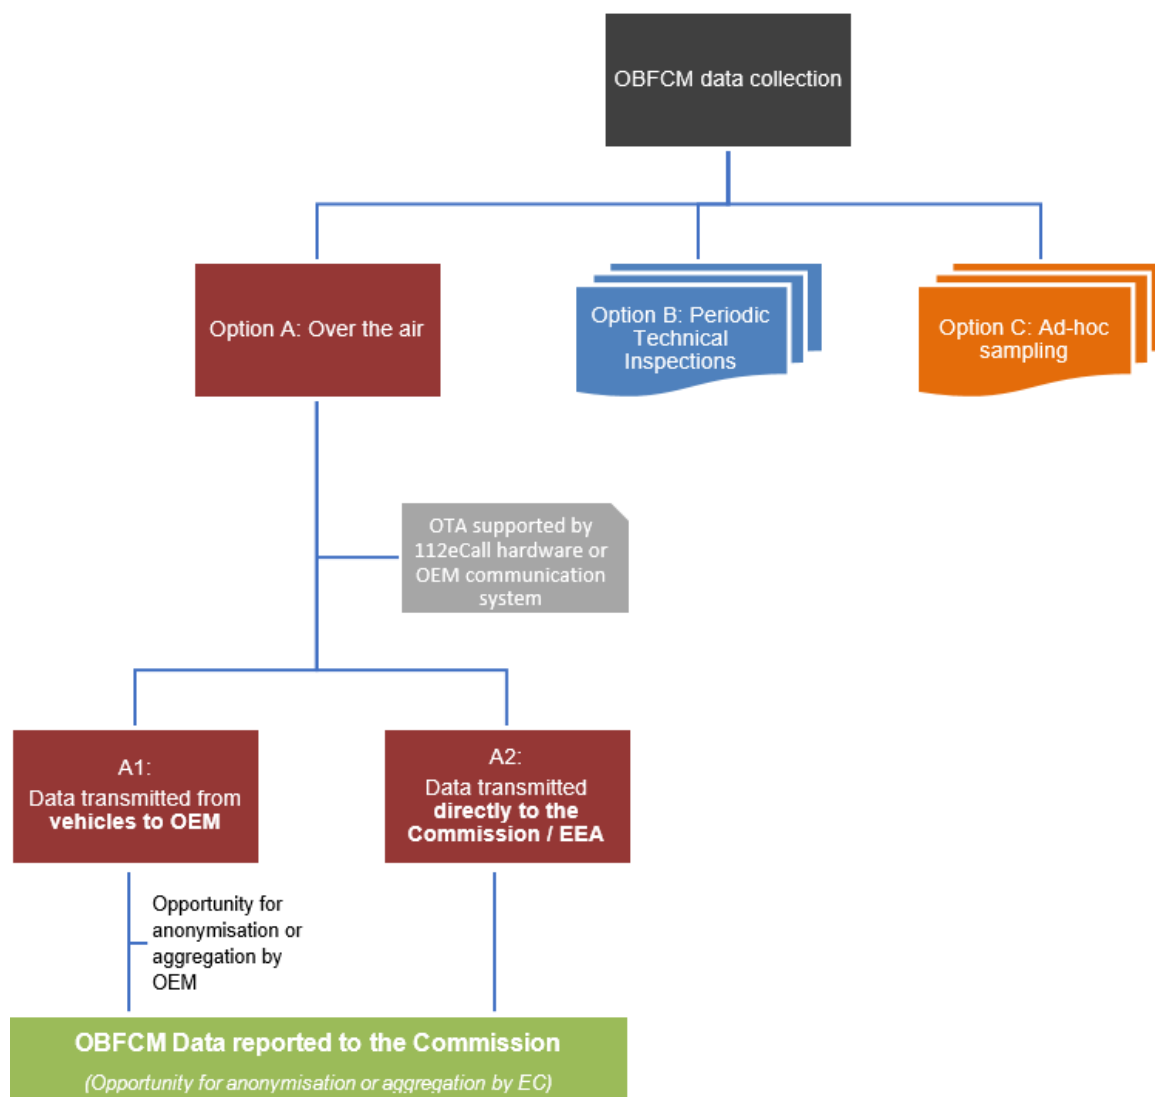 OBFCM data collection
Option A: Over the air
Option B: Periodic
Technical
Inspections
Option C: Ad-hoc
sampling
OTA supported by
112eCall hardware or
OEM communication
system
A1:
Data transmitted from
vehicles to OEM
A2:
Data transmitted
directly to the
Commission / EEA
Opportunity for
anonymisation or
aggregation by
OEM
OBFCM Data reported to the Commission
(Opportunity for anonymisation or aggregation by EC)